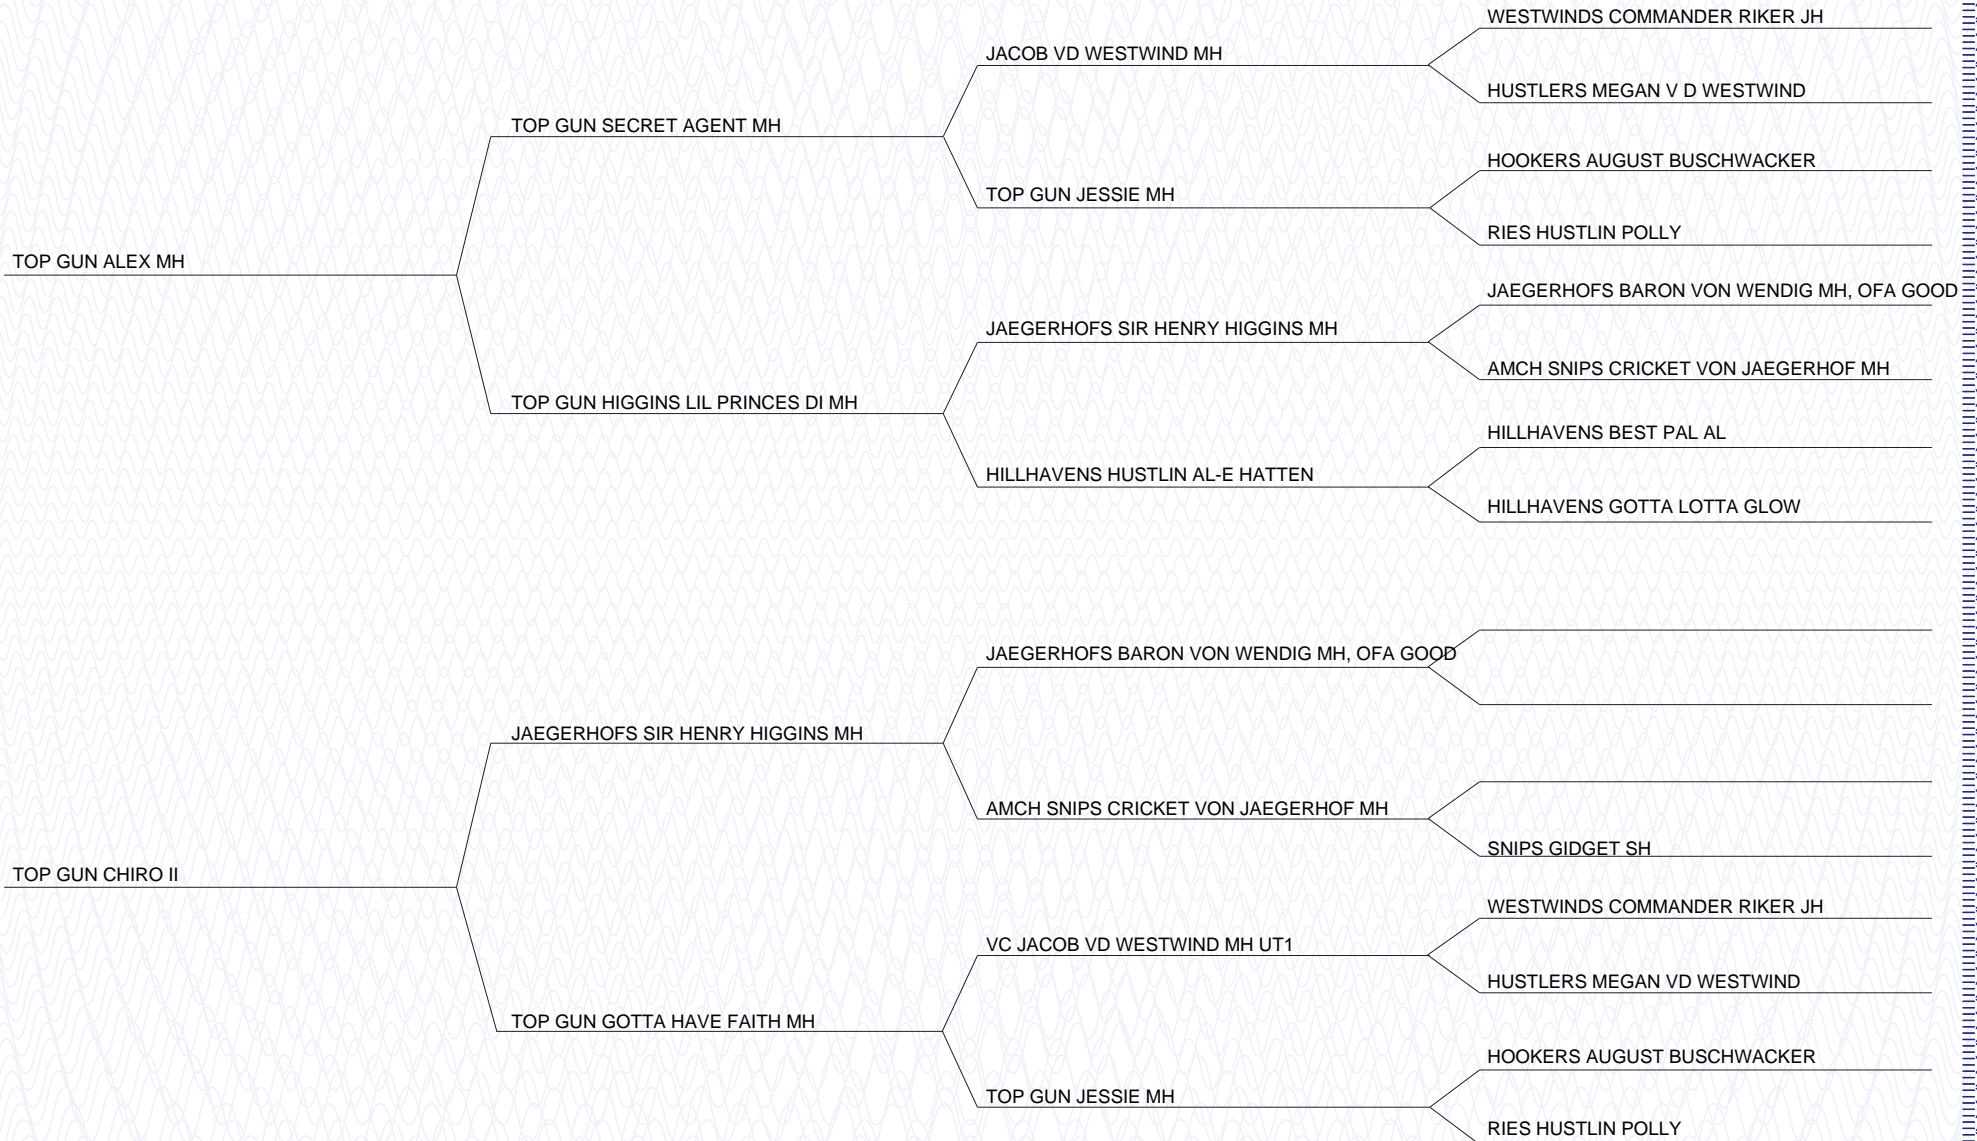 WESTWINDS COMMANDER RIKER JH
JACOB VD WESTWIND MH
HUSTLERS MEGAN V D WESTWIND
TOP GUN SECRET AGENT MH
HOOKERS AUGUST BUSCHWACKER
TOP GUN JESSIE MH
RIES HUSTLIN POLLY
TOP GUN ALEX MH
JAEGERHOFS BARON VON WENDIG MH, OFA GOOD
JAEGERHOFS SIR HENRY HIGGINS MH
AMCH SNIPS CRICKET VON JAEGERHOF MH
TOP GUN HIGGINS LIL PRINCES DI MH
HILLHAVENS BEST PAL AL
HILLHAVENS HUSTLIN AL-E HATTEN
HILLHAVENS GOTTA LOTTA GLOW
JAEGERHOFS BARON VON WENDIG MH, OFA GOOD
JAEGERHOFS SIR HENRY HIGGINS MH
AMCH SNIPS CRICKET VON JAEGERHOF MH
SNIPS GIDGET SH
TOP GUN CHIRO II
WESTWINDS COMMANDER RIKER JH
VC JACOB VD WESTWIND MH UT1
HUSTLERS MEGAN VD WESTWIND
TOP GUN GOTTA HAVE FAITH MH
HOOKERS AUGUST BUSCHWACKER
TOP GUN JESSIE MH
RIES HUSTLIN POLLY